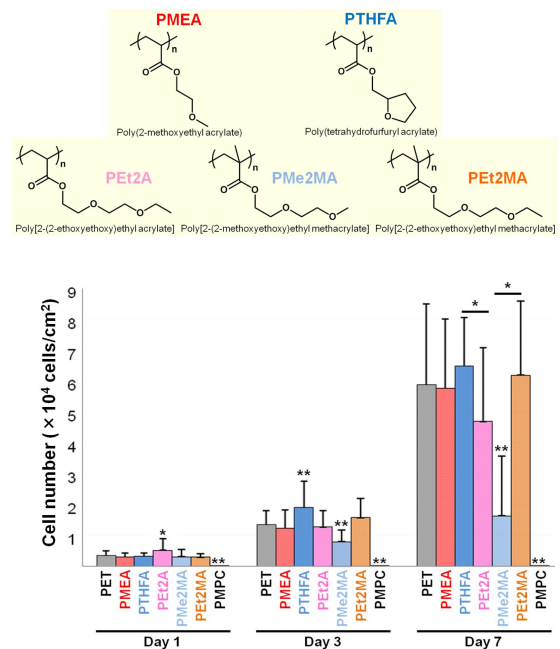 PMEA
PTHFA
n
n
O
O
O
O
O
O
Poly(2-methoxyethyl acrylate)
Poly(tetrahydrofurfuryl acrylate)
PEt2A
PMe2MA
PEt2MA
n
n
n
O
O
O
O
O
O
O
O
O
O
O
O
Poly[2-(2-ethoxyethoxy)ethyl acrylate]
Poly[2-(2-methoxyethoxy)ethyl methacrylate]
Poly[2-(2-ethoxyethoxy)ethyl methacrylate]
Cell number (×10⁴ cells/cm²)
9
8
7
6
5
4
3
2
1
*
**
**
**
**
*
*
**
**
PET
PMEA
PTHFA
PEt2A
PMe2MA
PEt2MA
PMPC
PET
PMEA
PTHFA
PEt2A
PMe2MA
PEt2MA
PMPC
PET
PMEA
PTHFA
PEt2A
PMe2MA
PEt2MA
PMPC
Day 1
Day 3
Day 7